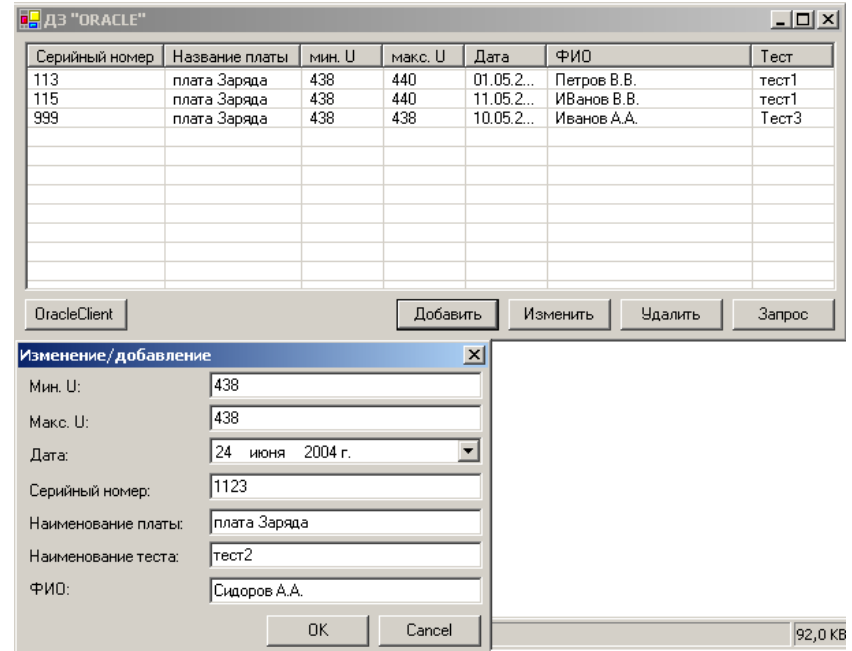 ДЗ "ORACLE"
Серийный номер Название платы мин. U макс. U Дата ФИО Тест
113 плата Заряда 438 440 01.05.2... Петров В.В. тест1
115 плата Заряда 438 440 11.05.2... ИВанов В.В. тест1
999 плата Заряда 438 438 10.05.2... Иванов А.А. Тест3
OracleClient Добавить Изменить Удалить Запрос
Изменение/добавление
Мин. U: 438
Макс. U: 438
Дата: 24 июня 2004 г.
Серийный номер: 1123
Наименование платы: плата Заряда
Наименование теста: тест2
ФИО: Сидоров А.А.
OK Cancel
92,0 KB